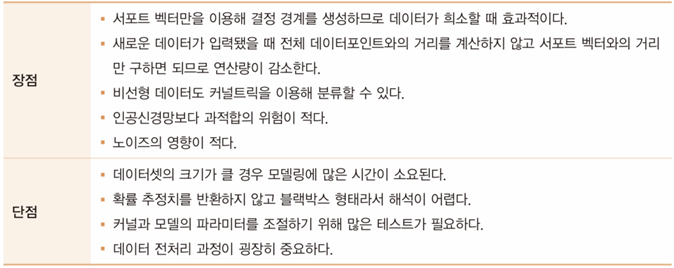 장점
▪ 서포트 벡터만을 이용해 결정 경계를 생성하므로 데이터가 희소할 때 효과적이다.
▪ 새로운 데이터가 입력됐을 때 전체 데이터포인트와의 거리를 계산하지 않고 서포트 벡터와의 거리
만 구하면 되므로 연산량이 감소한다.
▪ 비선형 데이터도 커널트릭을 이용해 분류할 수 있다.
▪ 인공신경망보다 과적합의 위험이 적다.
▪ 노이즈의 영향이 적다.
단점
▪ 데이터셋의 크기가 클 경우 모델링에 많은 시간이 소요된다.
▪ 확률 추정치를 반환하지 않고 블랙박스 형태라서 해석이 어렵다.
▪ 커널과 모델의 파라미터를 조절하기 위해 많은 테스트가 필요하다.
▪ 데이터 전처리 과정이 굉장히 중요하다.